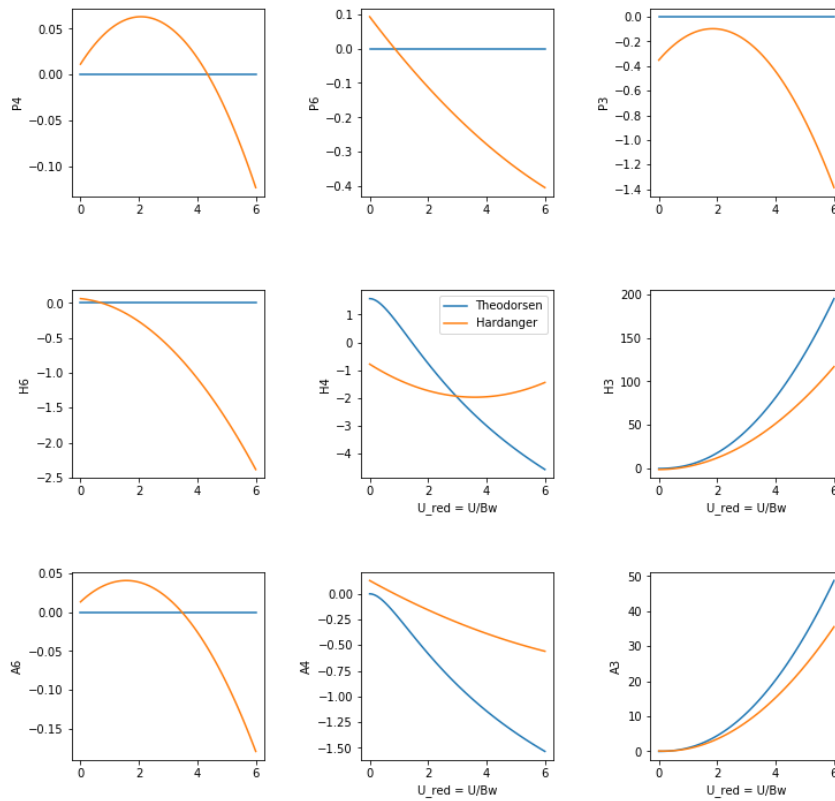 0.05
0.00
−0.05
−0.10
P4
0 2 4 6
0.1
0.0
−0.1
−0.2
−0.3
−0.4
P6
0 2 4 6
0.0
−0.2
−0.4
−0.6
−0.8
−1.0
−1.2
−1.4
P3
0 2 4 6
0.0
−0.5
−1.0
−1.5
−2.0
−2.5
H6
0 2 4 6
1
0
−1
−2
−3
−4
H4
Theodorsen
Hardanger
0 2 4 6
U_red = U/Bw
200
150
100
50
0
H3
0 2 4 6
U_red = U/Bw
0.05
0.00
−0.05
−0.10
−0.15
A6
0 2 4 6
0.00
−0.25
−0.50
−0.75
−1.00
−1.25
−1.50
A4
0 2 4 6
U_red = U/Bw
50
40
30
20
10
0
A3
0 2 4 6
U_red = U/Bw